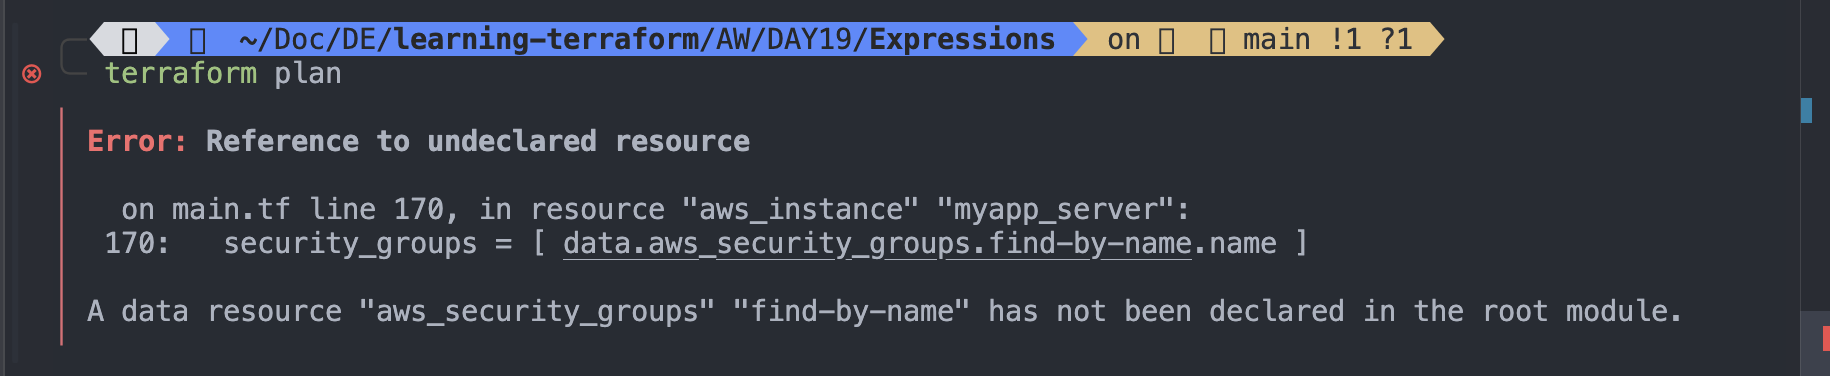 ~/Doc/DE/learning-terraform/AW/DAY19/Expressions on main !1 ?1
terraform plan
Error: Reference to undeclared resource
on main.tf line 170, in resource "aws_instance" "myapp_server":
170: security_groups = [ data.aws_security_groups.find-by-name.name ]
A data resource "aws_security_groups" "find-by-name" has not been declared in the root module.